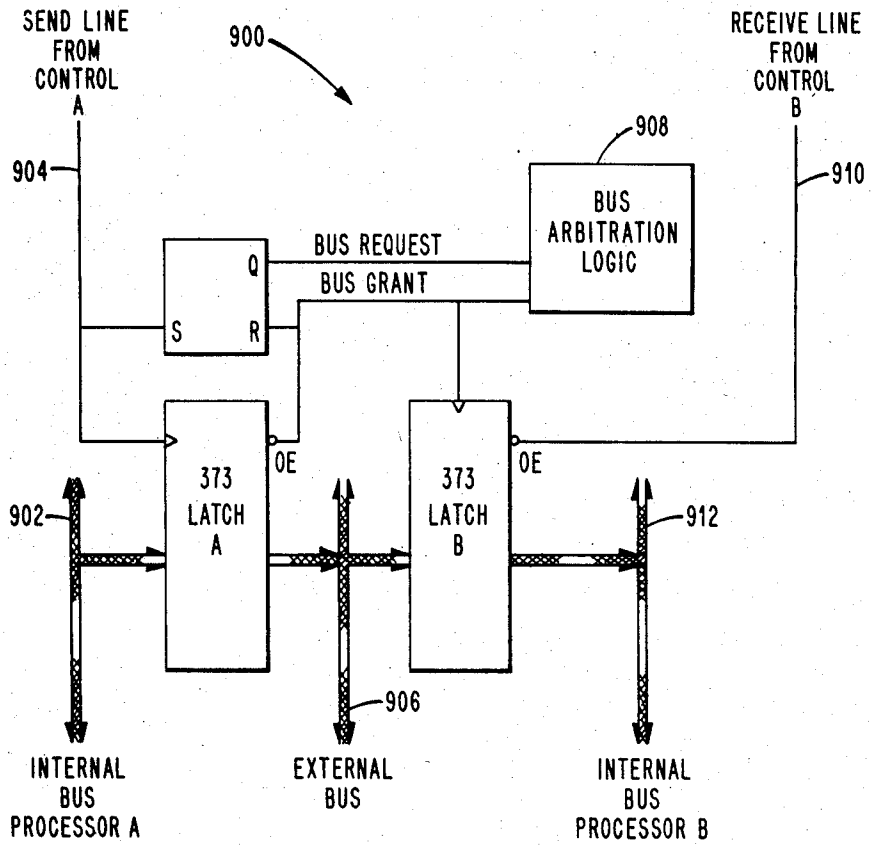 SEND LINE
FROM
CONTROL
A
900
RECEIVE LINE
FROM
CONTROL
B
904
908
910
BUS
ARBITRATION
LOGIC
BUS REQUEST
BUS GRANT
Q
S
R
OE
OE
373
LATCH
A
373
LATCH
B
902
912
906
INTERNAL
BUS
PROCESSOR A
EXTERNAL
BUS
INTERNAL
BUS
PROCESSOR B